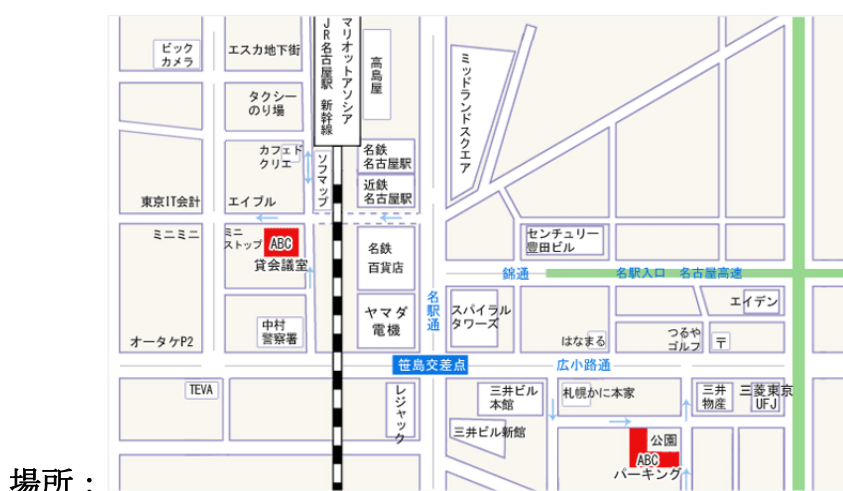 マリオットアソシア
JR名古屋駅 新幹線
ビック
カメラ
エスカ地下街
高島屋
ミッドランドスクエア
タクシー
のり場
カフェド
クリエ
ソフマップ
名鉄
名古屋駅
近鉄
名古屋駅
東京IT会計
エイブル
ミニミニ
ミニ
ストップ
ABC
貸会議室
名鉄
百貨店
センチュリー
豊田ビル
錦通
名駅入口
名古屋高速
名駅通
スパイラル
タワーズ
エイデン
ヤマダ
電機
中村
警察署
オータケP2
はなまる
つるや
ゴルフ
〒
笹島交差点
広小路通
TEVA
レジャック
三井ビル
本館
札幌かに本家
三井
物産
三菱東京
UFJ
三井ビル新館
公園
ABC
パーキング
場所：